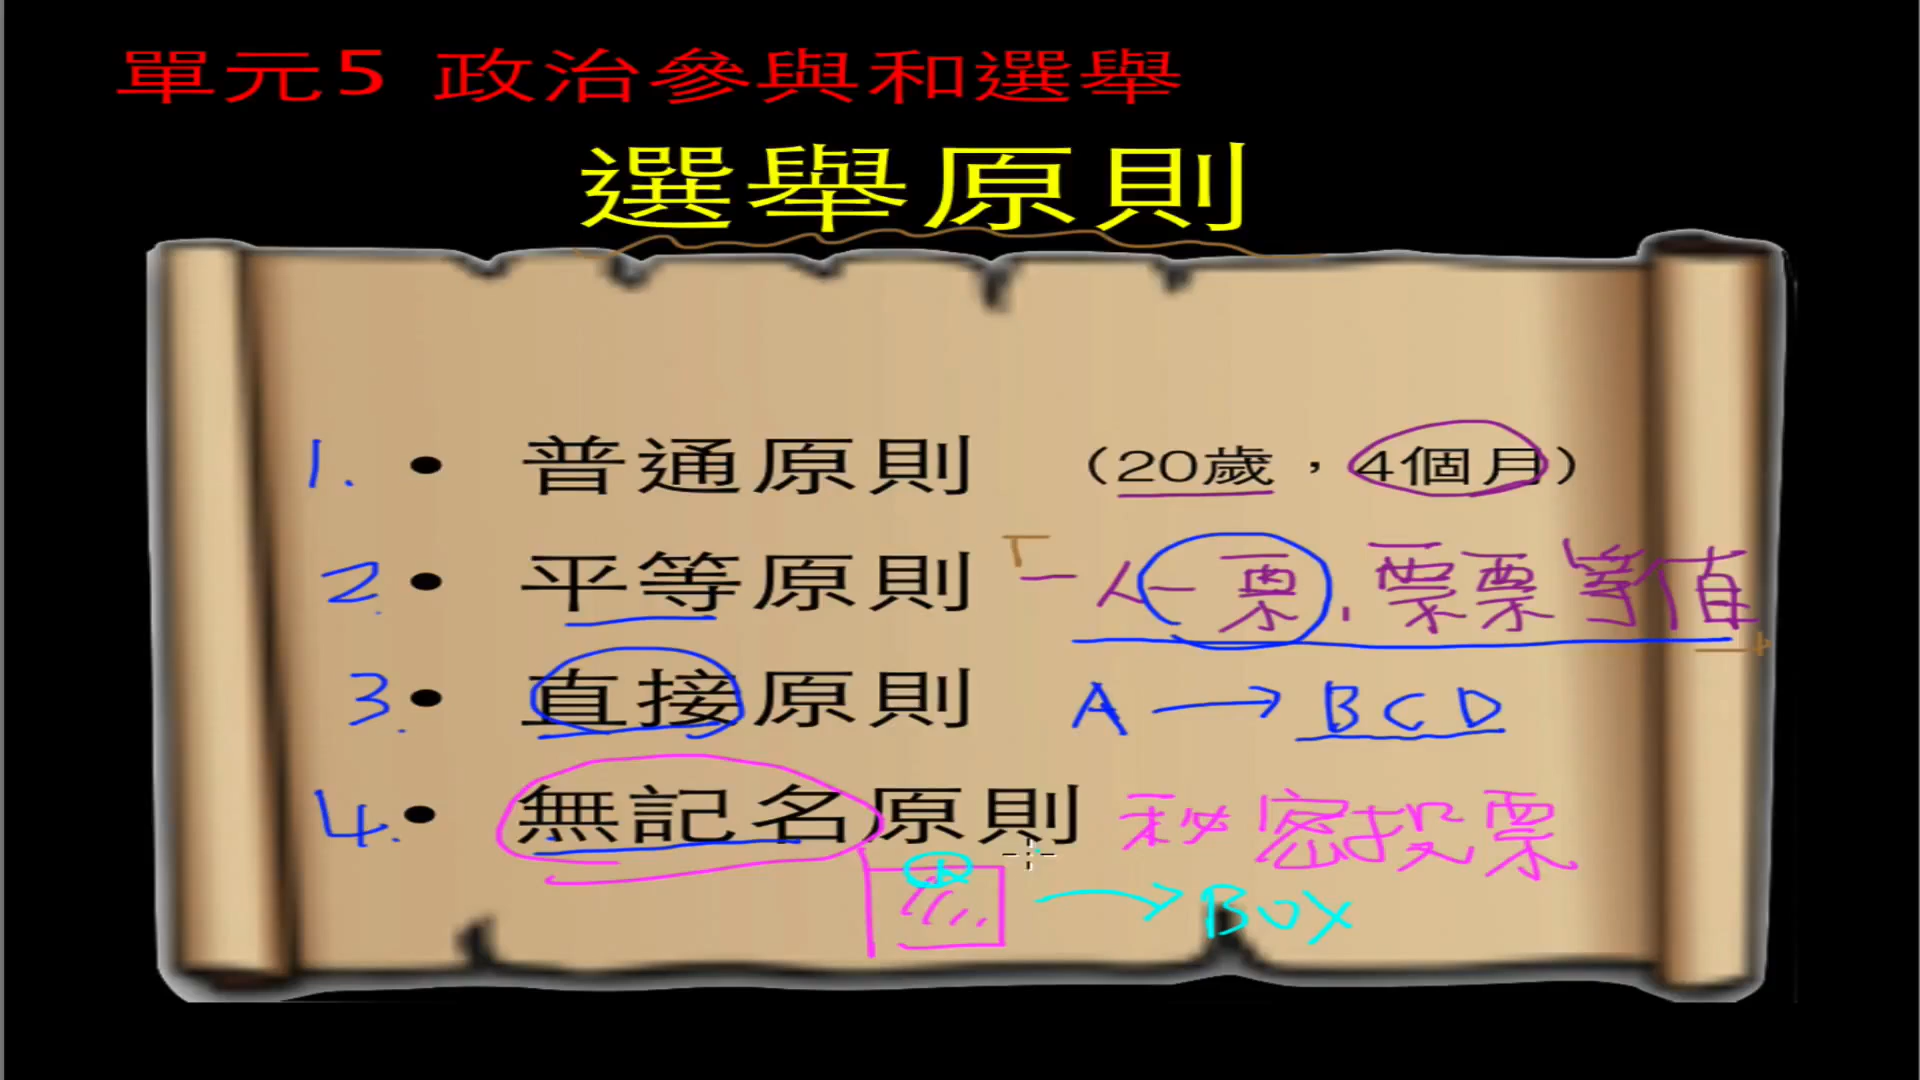 單元5 政治參與和選舉
選舉原則
1. • 普通原則 （20歲，4個月）
2. • 平等原則 「一人一票,票票等值」
3. • 直接原則 A → BCD
4. • 無記名原則 秘密投票
→ BOX